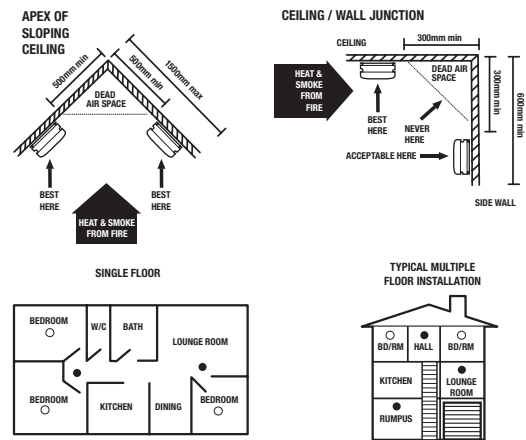 APEX OF
SLOPING
CEILING
500mm min
500mm min
1500mm max
DEAD
AIR SPACE
BEST
HERE
BEST
HERE
HEAT & SMOKE
FROM FIRE
CEILING / WALL JUNCTION
CEILING
300mm min
HEAT &
SMOKE
FROM
FIRE
DEAD AIR
SPACE
300mm min
600mm min
BEST
HERE
NEVER
HERE
ACCEPTABLE HERE
SIDE WALL
SINGLE FLOOR
BEDROOM
W/C
BATH
LOUNGE ROOM
BEDROOM
KITCHEN
DINING
BEDROOM
TYPICAL MULTIPLE
FLOOR INSTALLATION
BD/RM
HALL
BD/RM
KITCHEN
LOUNGE
ROOM
RUMPUS